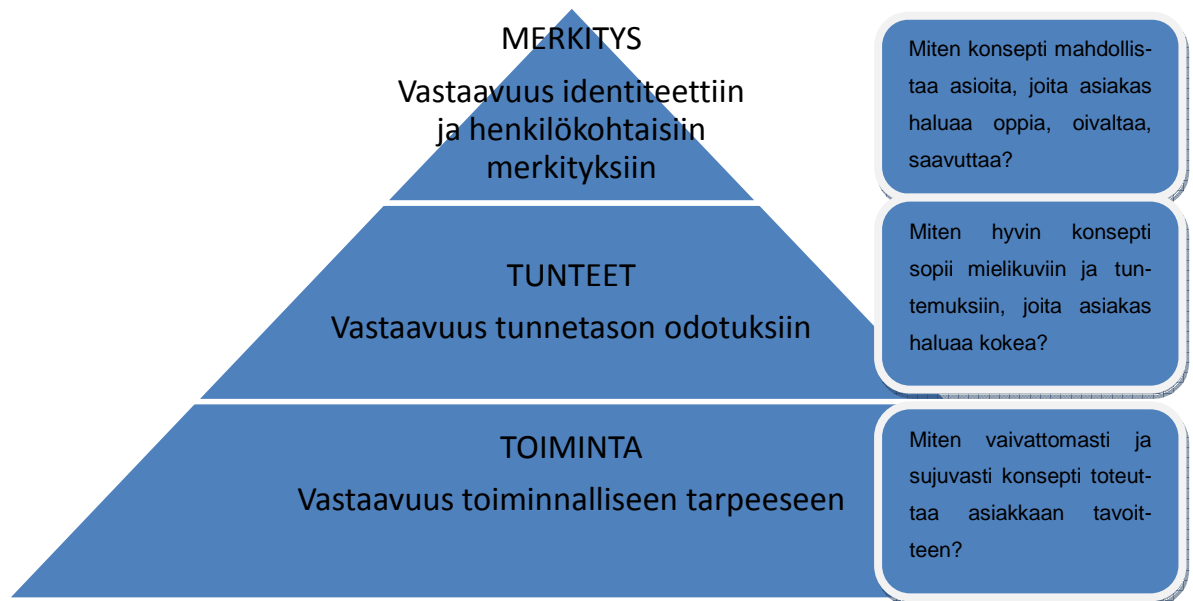 MERKITYS
Vastaavuus identiteettiin
ja henkilökohtaisiin
merkityksiin
Miten konsepti mahdollis-
taa asioita, joita asiakas
haluaa oppia, oivaltaa,
saavuttaa?
TUNTEET
Vastaavuus tunnetason odotuksiin
Miten hyvin konsepti
sopii mielikuviin ja tun-
temuksiin, joita asiakas
haluaa kokea?
TOIMINTA
Vastaavuus toiminnalliseen tarpeeseen
Miten vaivattomasti ja
sujuvasti konsepti toteut-
taa asiakkaan tavoit-
teen?